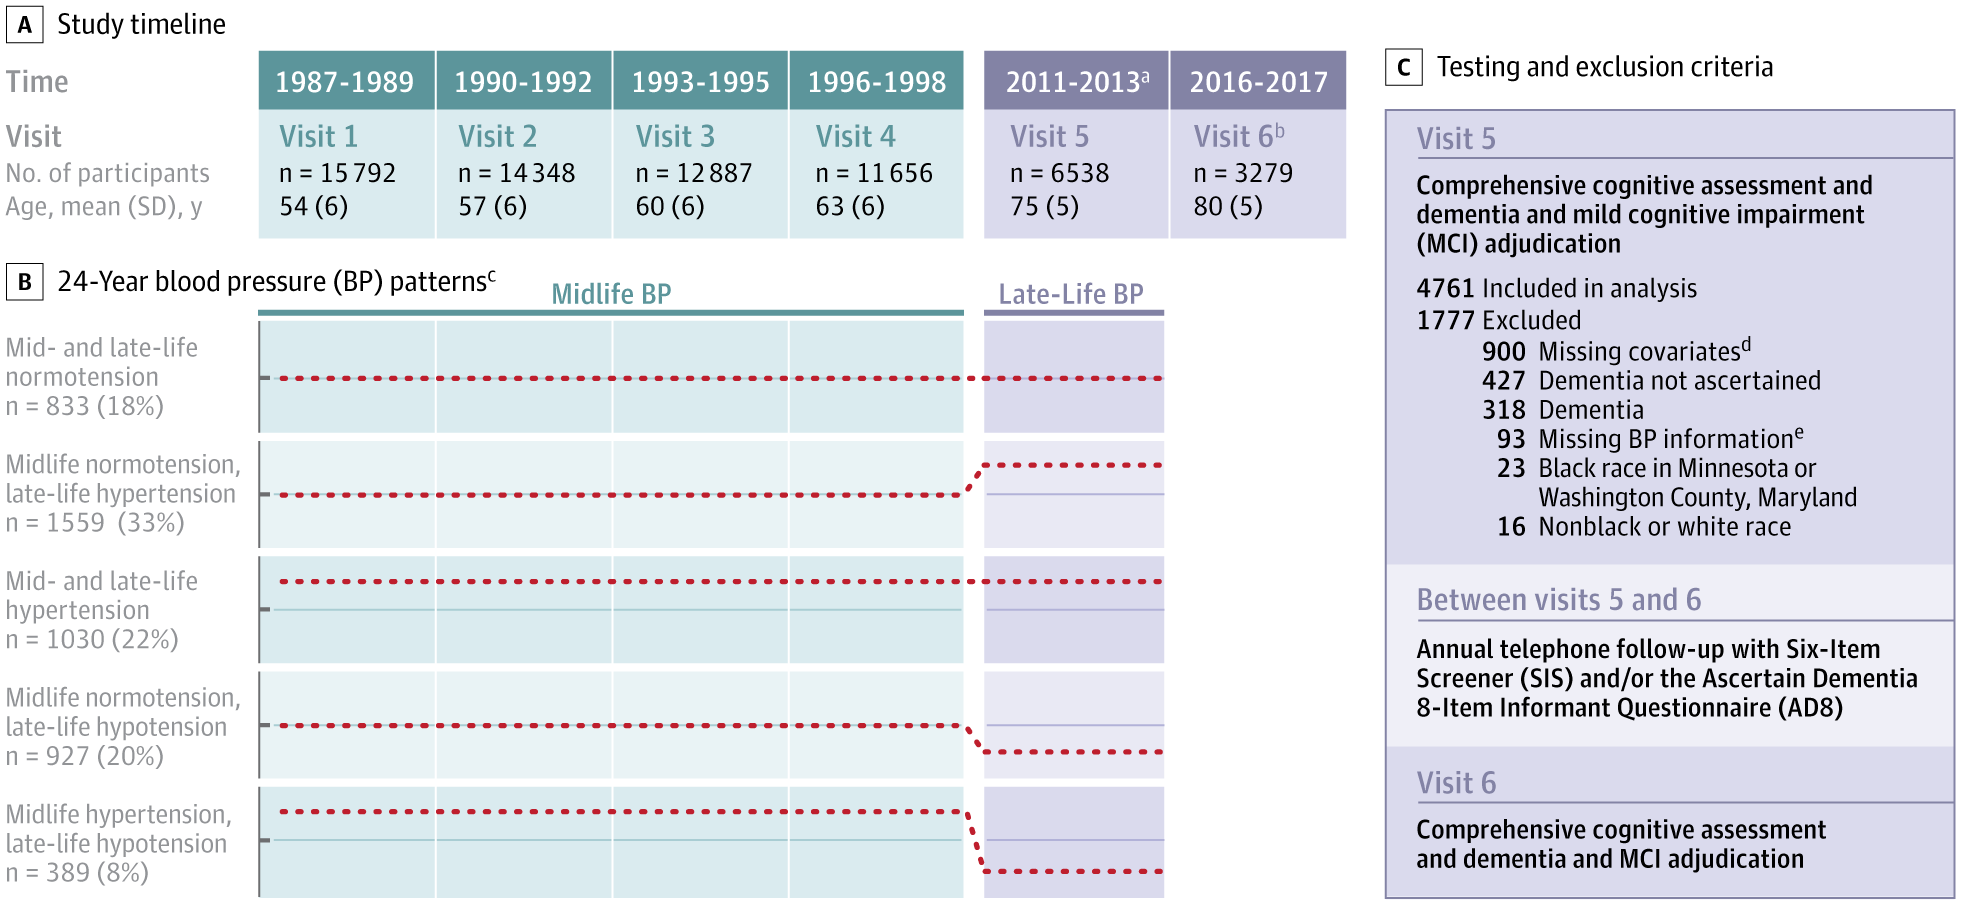 A Study timeline
Time 1987-1989 1990-1992 1993-1995 1996-1998 2011-2013a 2016-2017
Visit Visit 1 Visit 2 Visit 3 Visit 4 Visit 5 Visit 6b
No. of participants n = 15 792 n = 14 348 n = 12 887 n = 11 656 n = 6538 n = 3279
Age, mean (SD), y 54 (6) 57 (6) 60 (6) 63 (6) 75 (5) 80 (5)
B 24-Year blood pressure (BP) patternsc
Midlife BP Late-Life BP
Mid- and late-life
normotension
n = 833 (18%)
Midlife normotension,
late-life hypertension
n = 1559 (33%)
Mid- and late-life
hypertension
n = 1030 (22%)
Midlife normotension,
late-life hypotension
n = 927 (20%)
Midlife hypertension,
late-life hypotension
n = 389 (8%)
C Testing and exclusion criteria
Visit 5
Comprehensive cognitive assessment and
dementia and mild cognitive impairment
(MCI) adjudication
4761 Included in analysis
1777 Excluded
900 Missing covariatesd
427 Dementia not ascertained
318 Dementia
93 Missing BP informatione
23 Black race in Minnesota or
Washington County, Maryland
16 Nonblack or white race
Between visits 5 and 6
Annual telephone follow-up with Six-Item
Screener (SIS) and/or the Ascertain Dementia
8-Item Informant Questionnaire (AD8)
Visit 6
Comprehensive cognitive assessment
and dementia and MCI adjudication